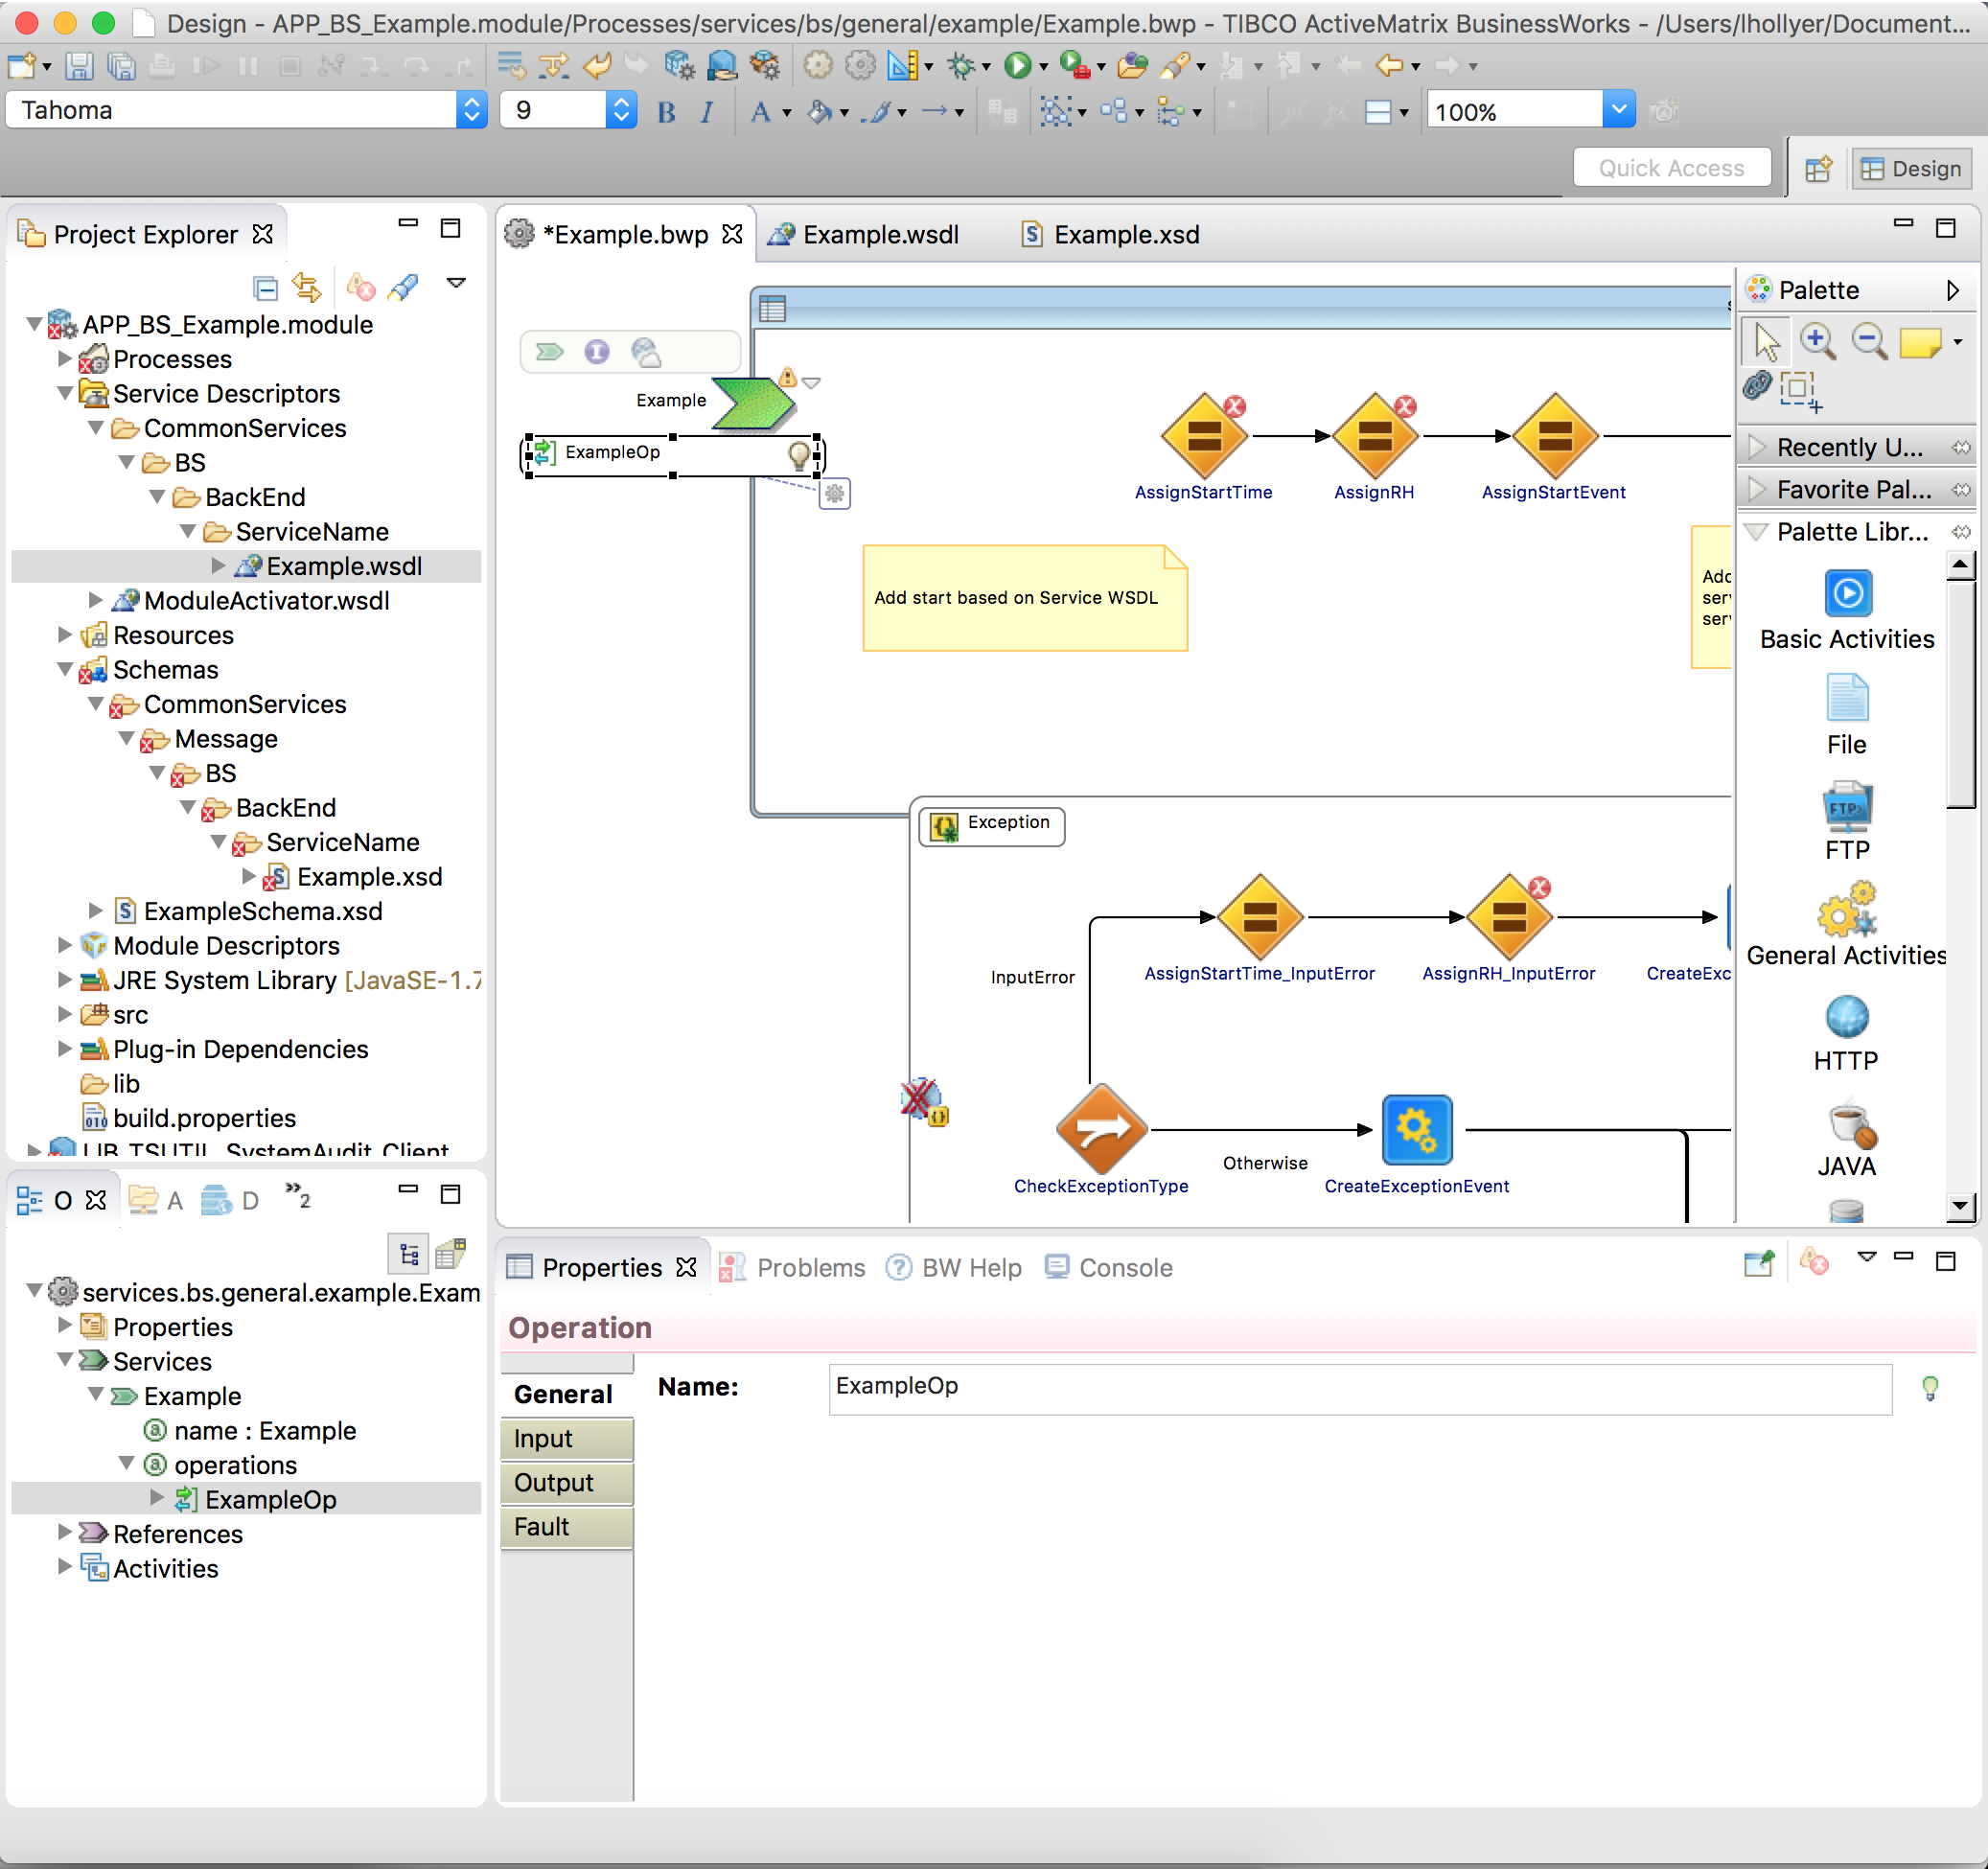 Design - APP_BS_Example.module/Processes/services/bs/general/example/Example.bwp - TIBCO ActiveMatrix BusinessWorks - /Users/lhollyer/Document...
Tahoma
9
B I
A
100%
Quick Access
Design
Project Explorer
APP_BS_Example.module
Processes
Service Descriptors
CommonServices
BS
BackEnd
ServiceName
Example.wsdl
ModuleActivator.wsdl
Resources
Schemas
CommonServices
Message
BS
BackEnd
ServiceName
Example.xsd
ExampleSchema.xsd
Module Descriptors
JRE System Library [JavaSE-1.7
src
Plug-in Dependencies
lib
build.properties
LIB_TSUTIL_SystemAudit_Client
O
A
D
»2
services.bs.general.example.Exam
Properties
Services
Example
name : Example
operations
ExampleOp
References
Activities
*Example.bwp
Example.wsdl
Example.xsd
Example
ExampleOp
AssignStartTime
AssignRH
AssignStartEvent
Add start based on Service WSDL
Exception
InputError
AssignStartTime_InputError
AssignRH_InputError
CreateExc
CheckExceptionType
Otherwise
CreateExceptionEvent
Palette
Recently U...
Favorite Pal...
Palette Libr...
Basic Activities
File
FTP
FTP
General Activities
HTTP
JAVA
Properties
Problems
BW Help
Console
Operation
General
Name:
ExampleOp
Input
Output
Fault